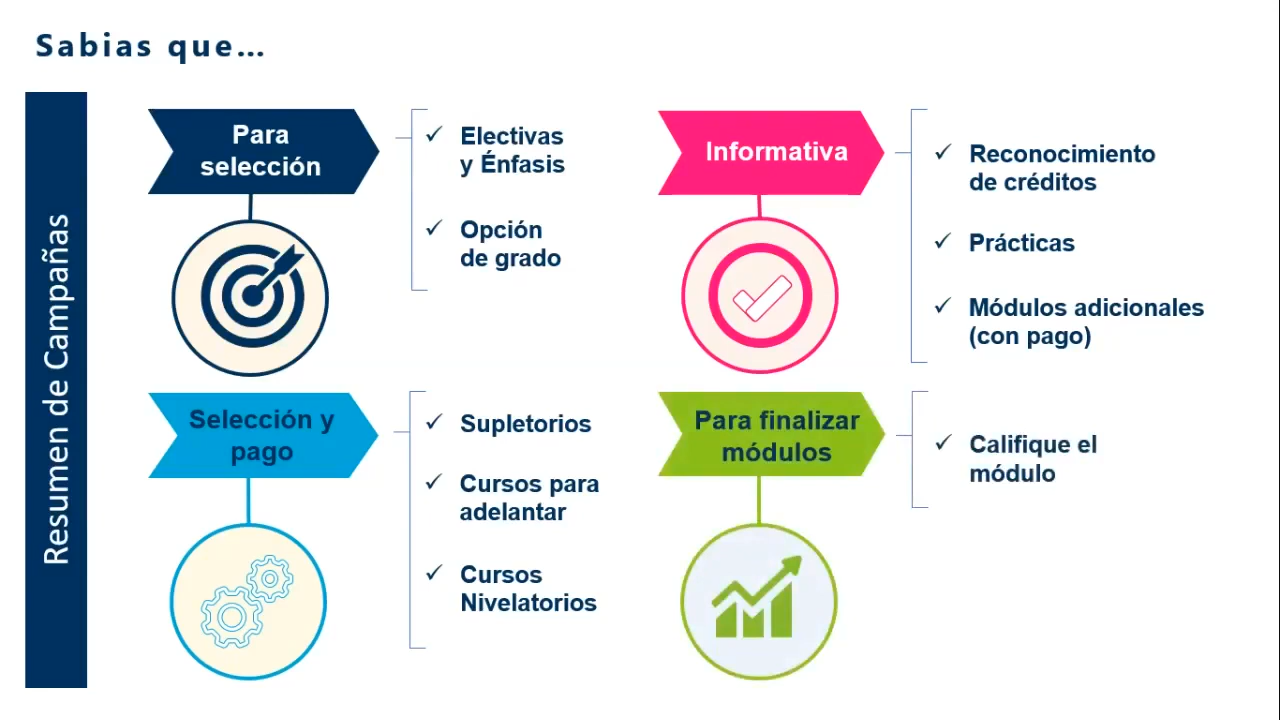 Sabias que...
Resumen de Campañas
Para
selección
Electivas
y Énfasis
Opción
de grado
Informativa
Reconocimiento
de créditos
Prácticas
Módulos adicionales
(con pago)
Selección y
pago
Supletorios
Cursos para
adelantar
Cursos
Nivelatorios
Para finalizar
módulos
Califique el
módulo